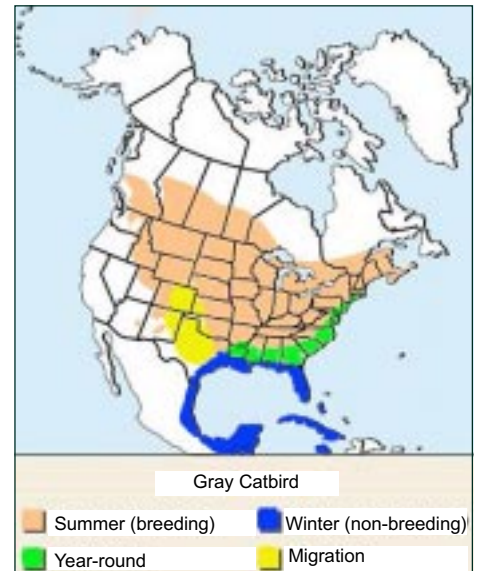 Gray Catbird
Summer (breeding)
Winter (non-breeding)
Year-round
Migration